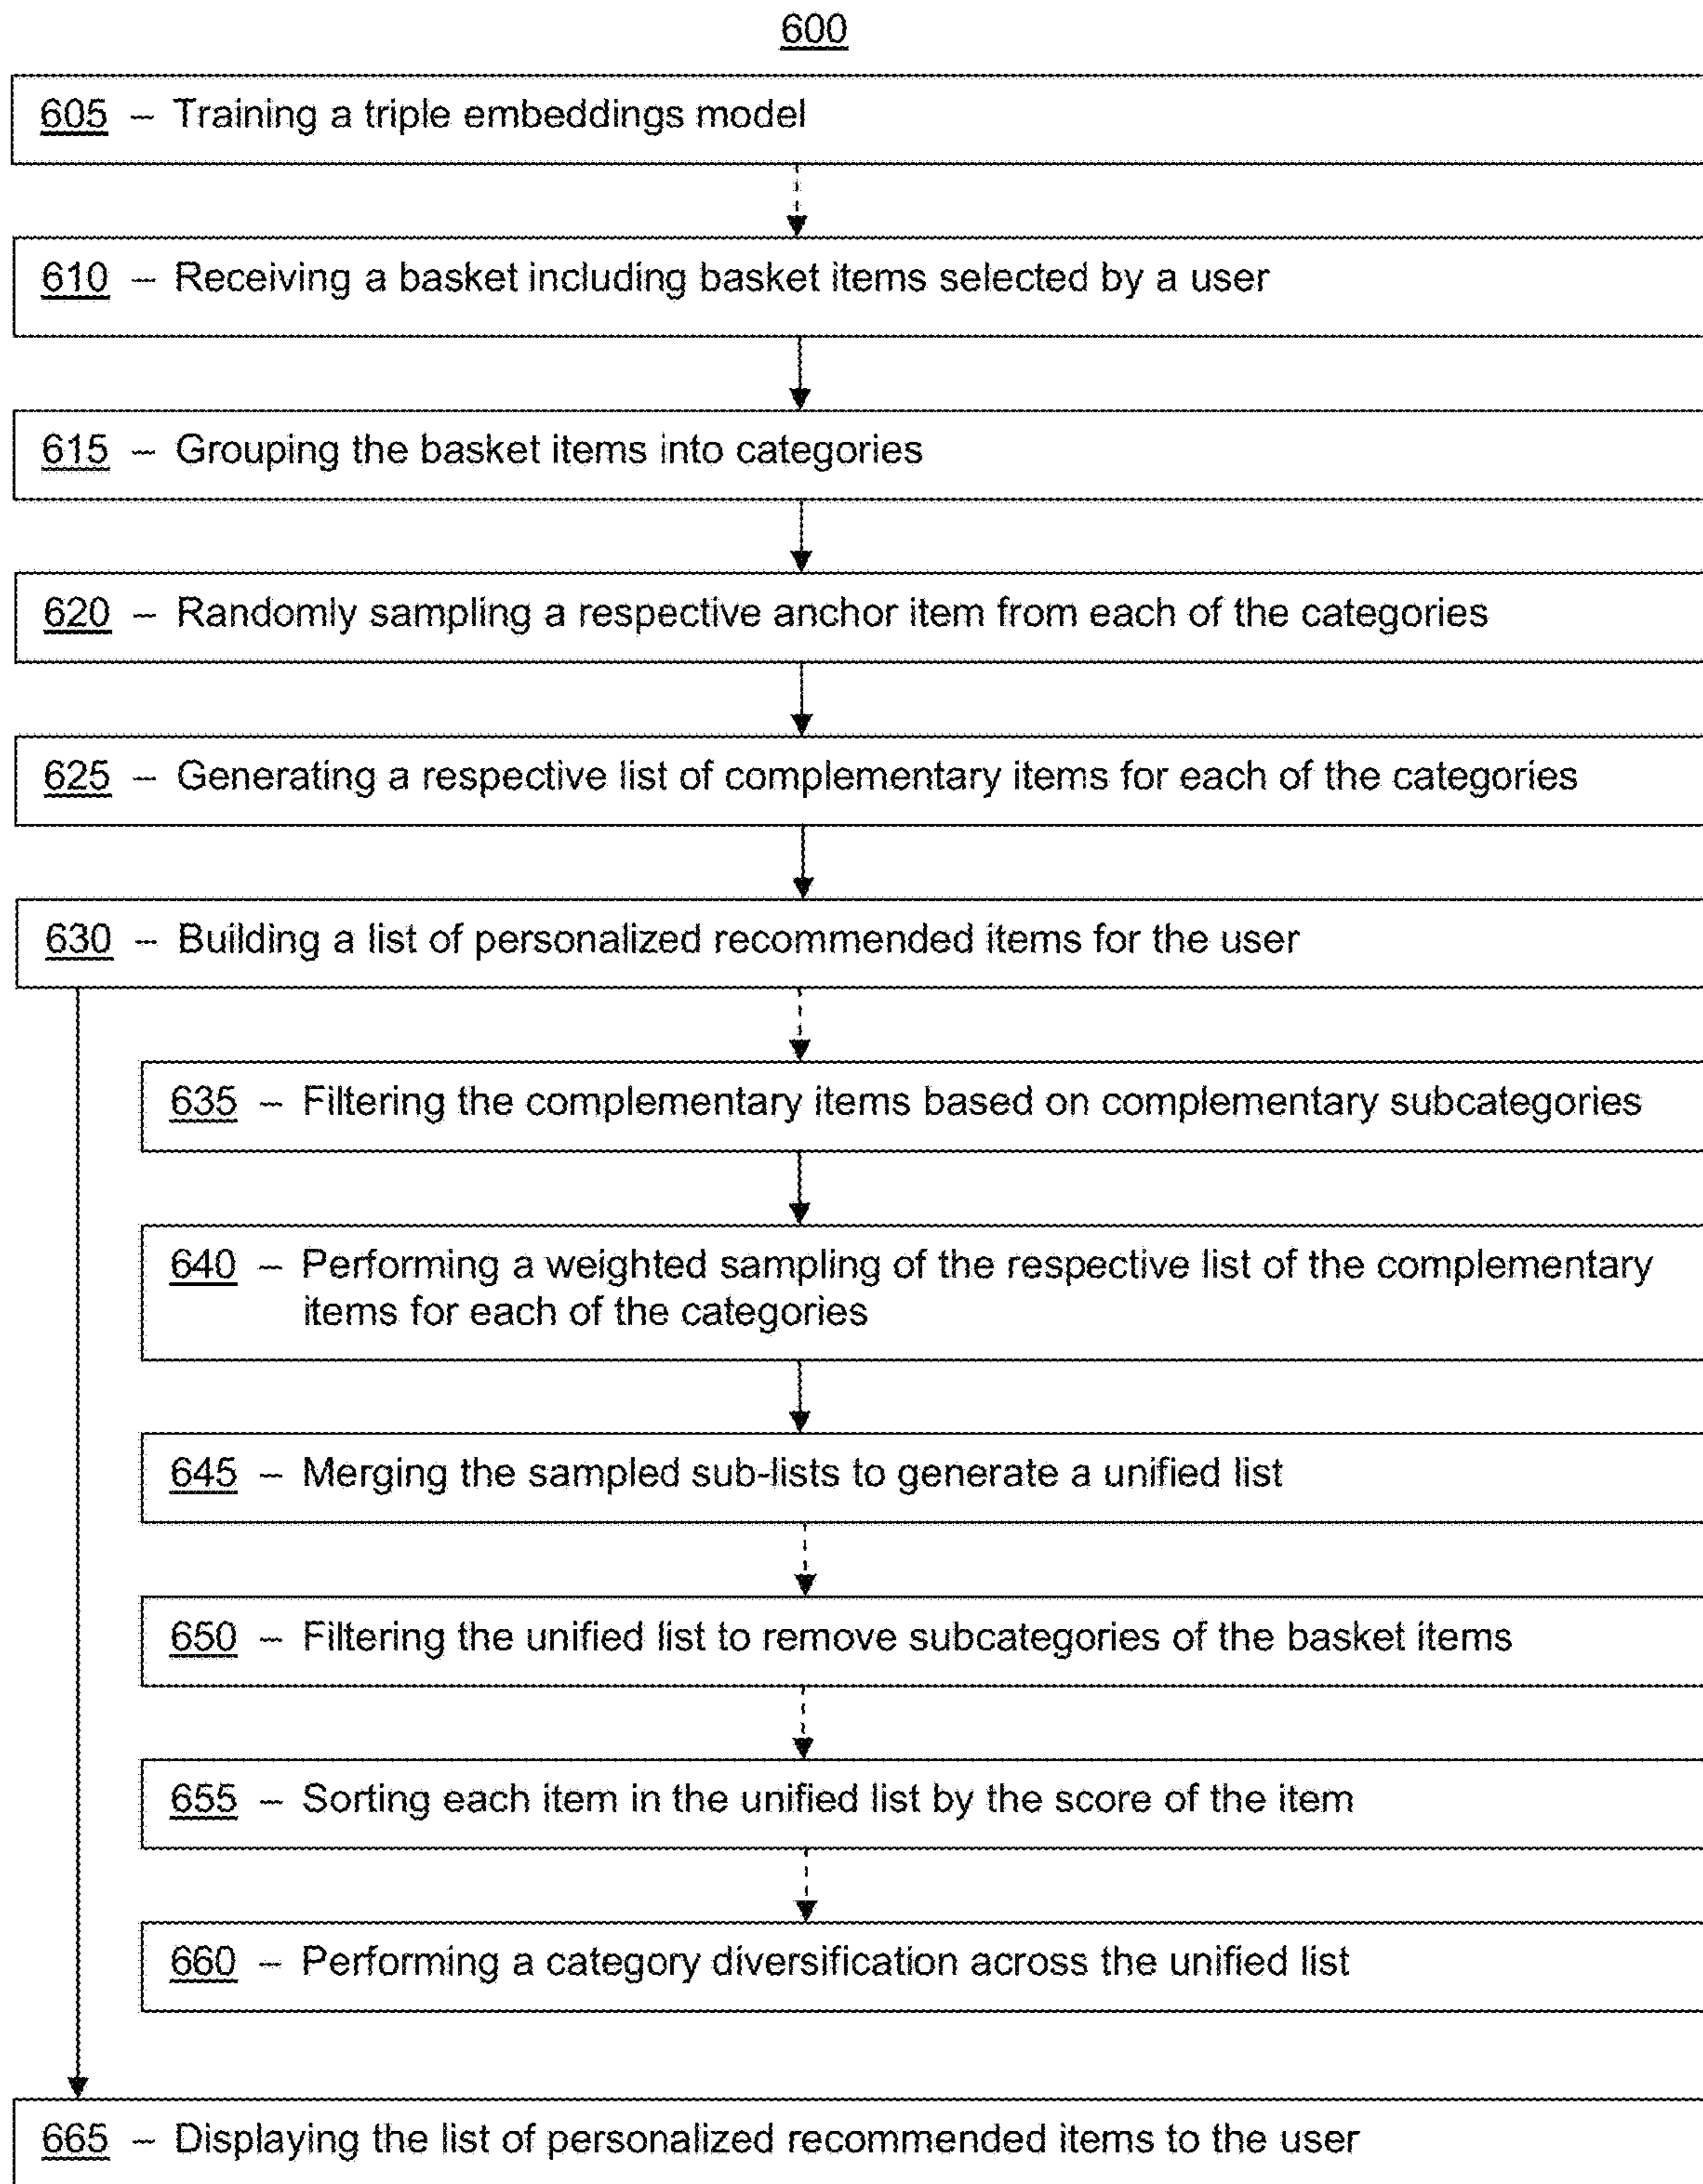 600
605 – Training a triple embeddings model
610 – Receiving a basket including basket items selected by a user
615 – Grouping the basket items into categories
620 – Randomly sampling a respective anchor item from each of the categories
625 – Generating a respective list of complementary items for each of the categories
630 – Building a list of personalized recommended items for the user
635 – Filtering the complementary items based on complementary subcategories
640 – Performing a weighted sampling of the respective list of the complementary
items for each of the categories
645 – Merging the sampled sub-lists to generate a unified list
650 – Filtering the unified list to remove subcategories of the basket items
655 – Sorting each item in the unified list by the score of the item
660 – Performing a category diversification across the unified list
665 – Displaying the list of personalized recommended items to the user